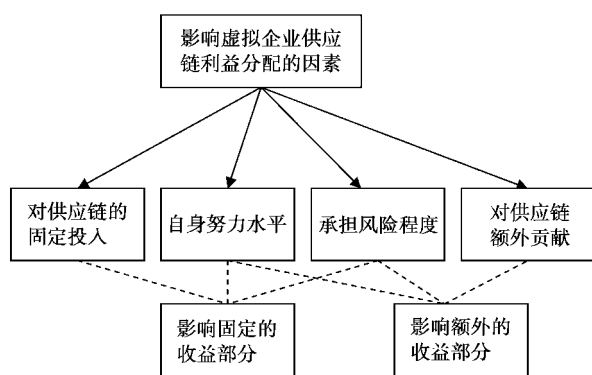 影响虚拟企业供应
链利益分配的因素
对供应链的
固定投入
自身努力水平
承担风险程度
对供应链
额外贡献
影响固定的
收益部分
影响额外的
收益部分